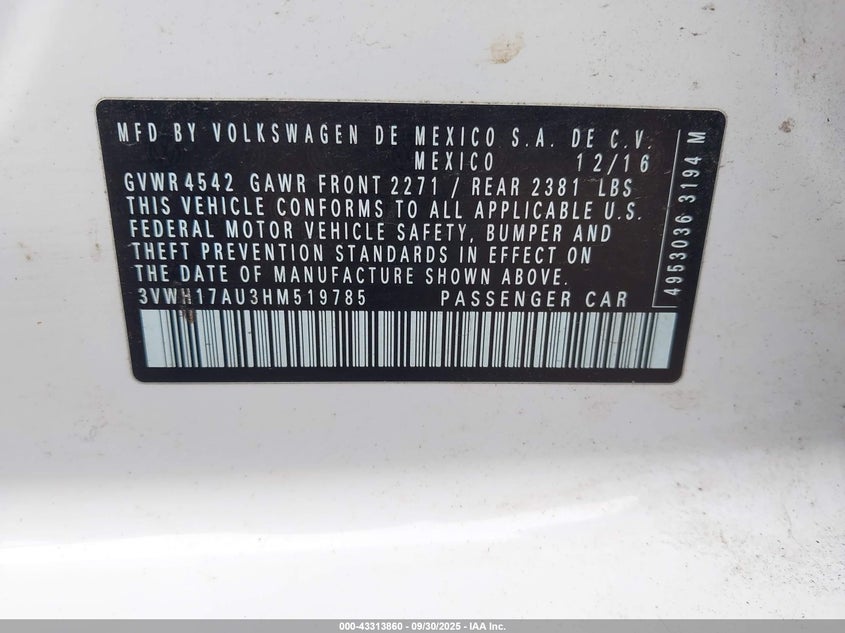 MFD BY VOLKSWAGEN DE MEXICO S.A. DE C.V.
MEXICO 12/16
GVWR 4542 GAWR FRONT 2271 / REAR 2381 LBS
THIS VEHICLE CONFORMS TO ALL APPLICABLE U.S.
FEDERAL MOTOR VEHICLE SAFETY, BUMPER AND
THEFT PREVENTION STANDARDS IN EFFECT ON
THE DATE OF MANUFACTURE SHOWN ABOVE.
3VWH17AU3HM519785 PASSENGER CAR
4953036 3194 M
000-43313860 - 09/30/2025 - IAA Inc.